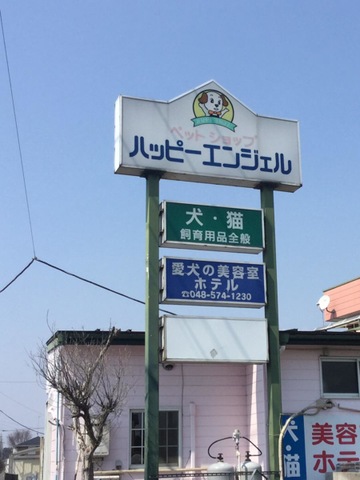 ペットショップ
ハッピーエンジェル
犬・猫
飼育用品全般
愛犬の美容室
ホテル
☎048-574-1230
犬・猫
美容
ホテ